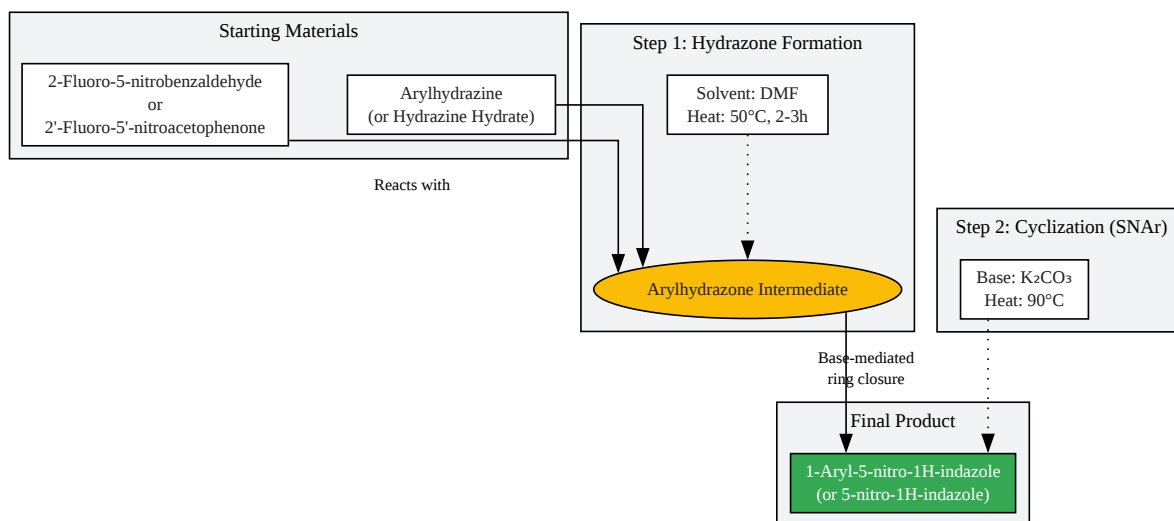 Starting Materials
2-Fluoro-5-nitrobenzaldehyde
or
2'-Fluoro-5'-nitroacetophenone
Arylhydrazine
(or Hydrazine Hydrate)
Reacts with
Step 1: Hydrazone Formation
Solvent: DMF
Heat: 50°C, 2-3h
Arylhydrazone Intermediate
Step 2: Cyclization (SNAr)
Base: K₂CO₃
Heat: 90°C
Base-mediated
ring closure
Final Product
1-Aryl-5-nitro-1H-indazole
(or 5-nitro-1H-indazole)